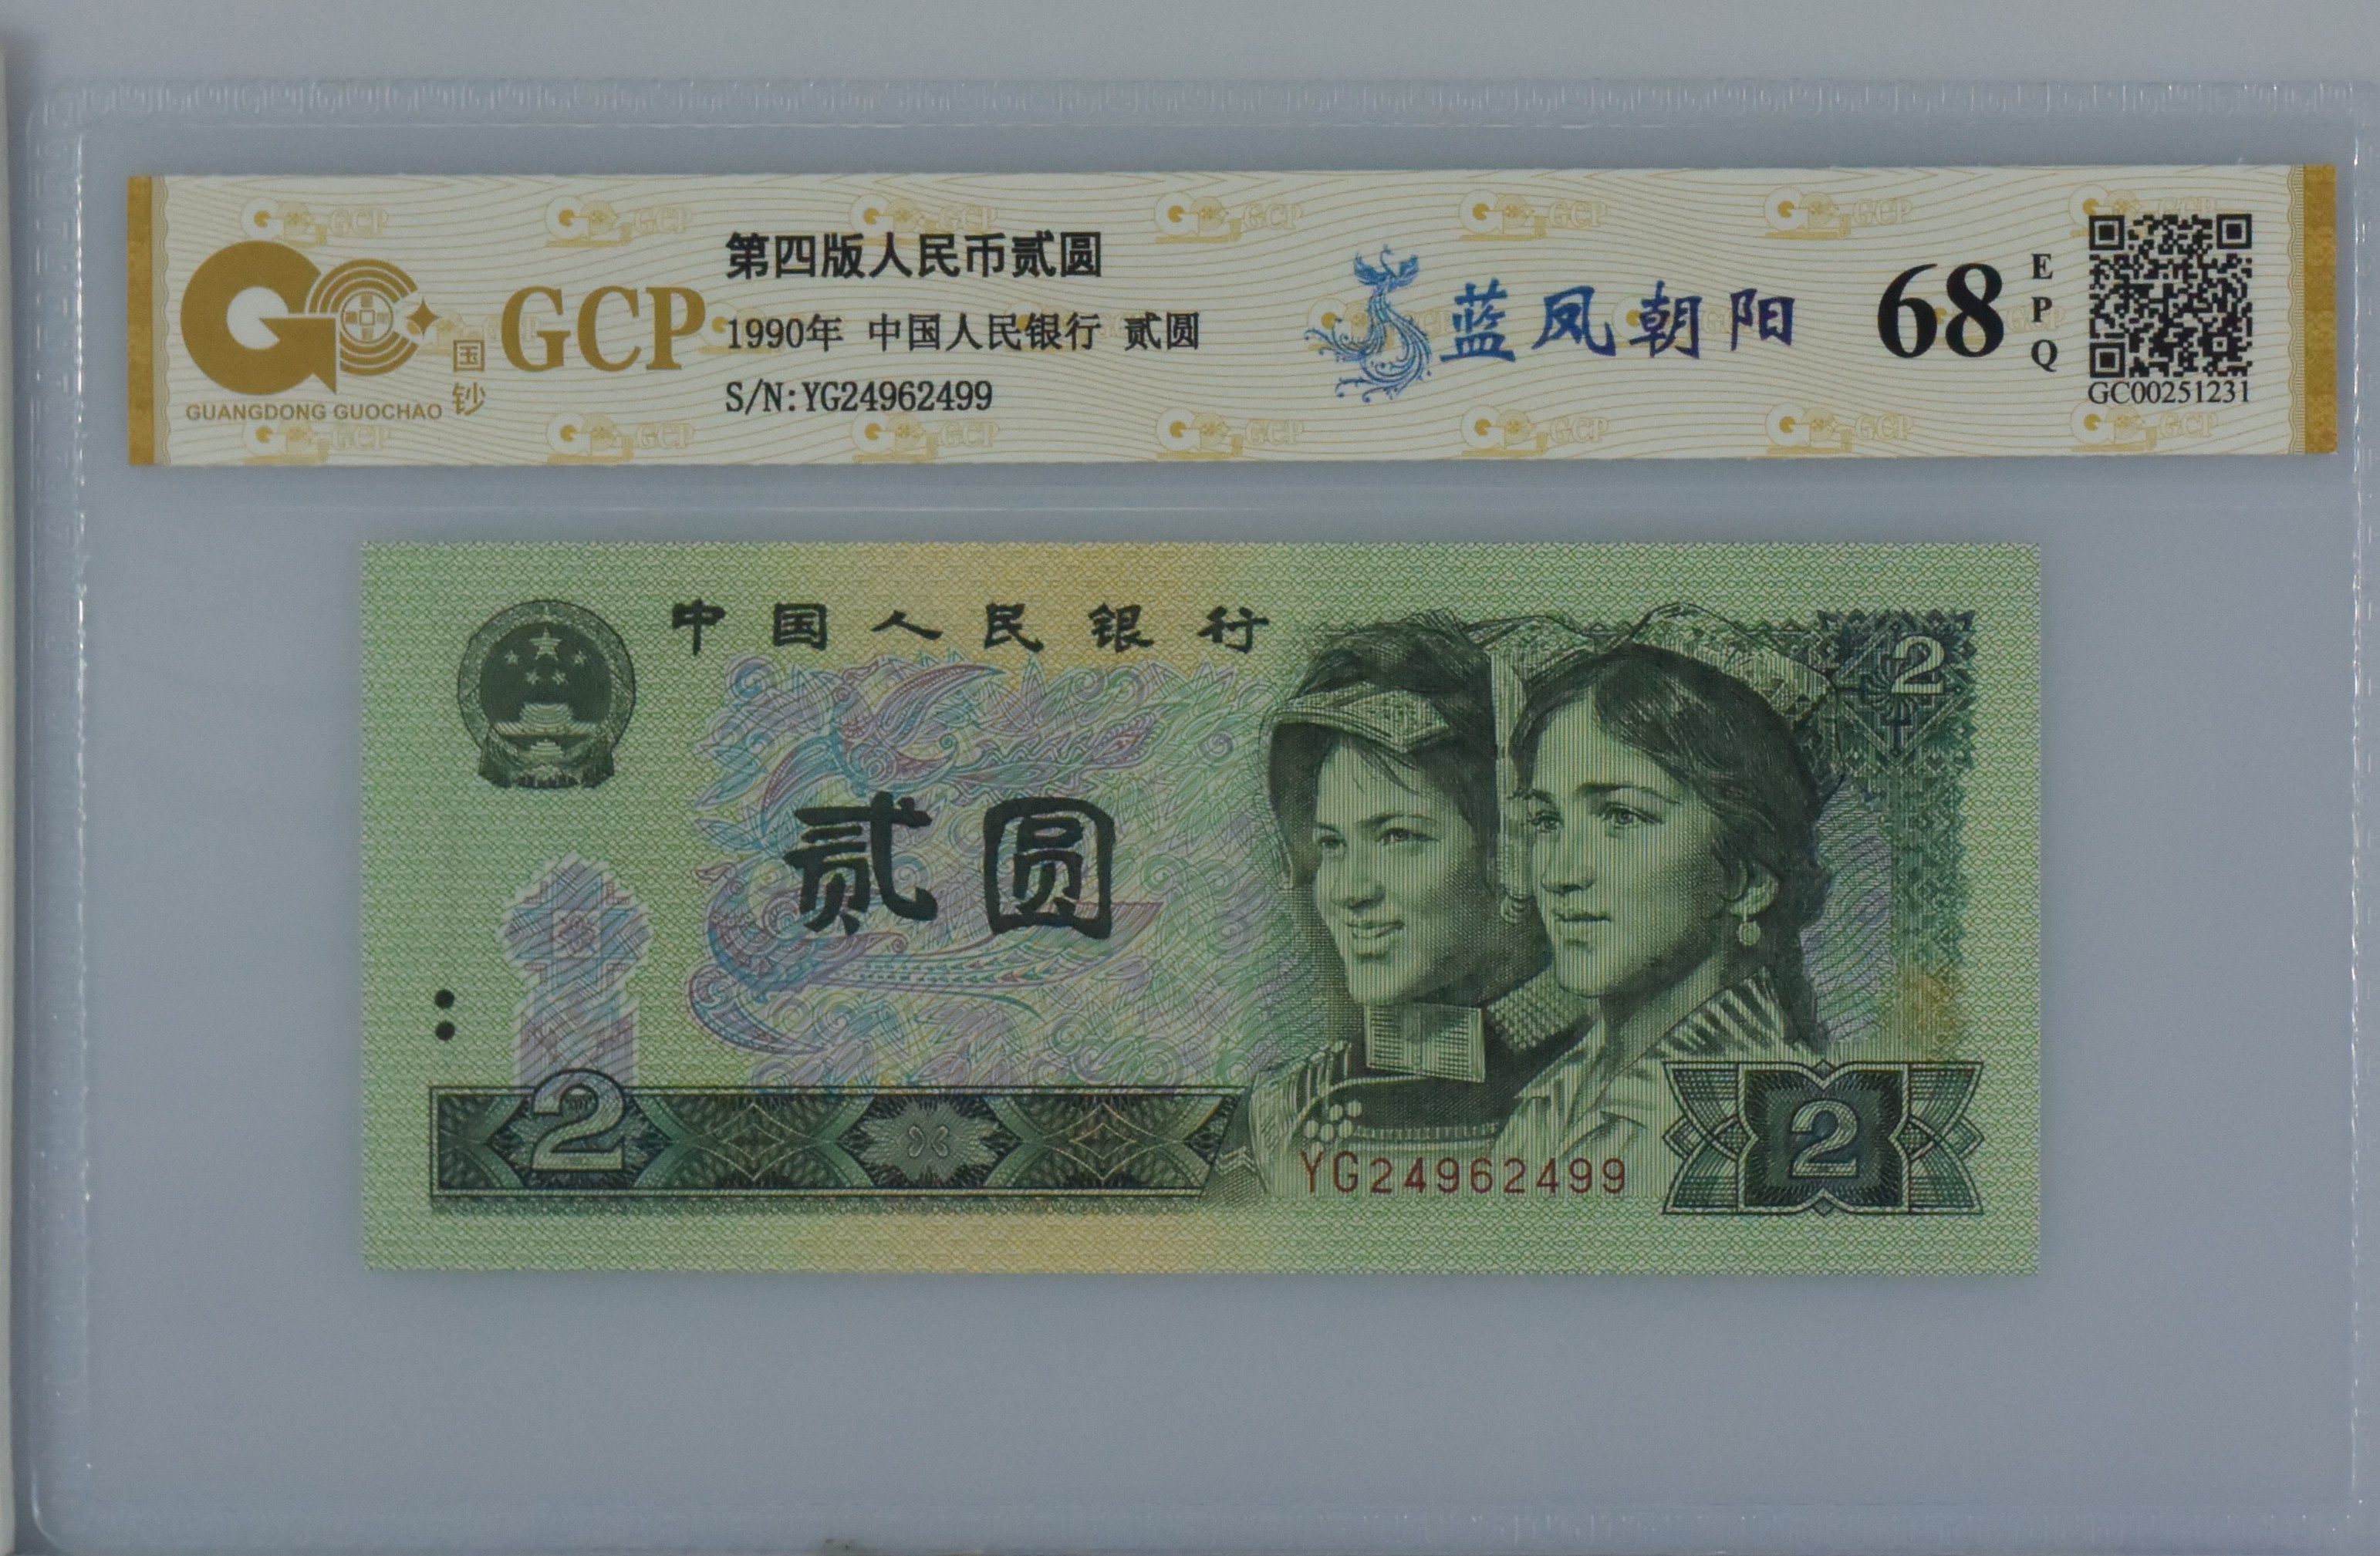 第四版人民币贰圆
GCP
1990年 中国人民银行 贰圆
S/N:YG24962499
国钞
GUANGDONG GUOCHAO
蓝凤朝阳
68
EPQ
GC00251231
中国人民银行
2
贰圆
2
YG24962499
2